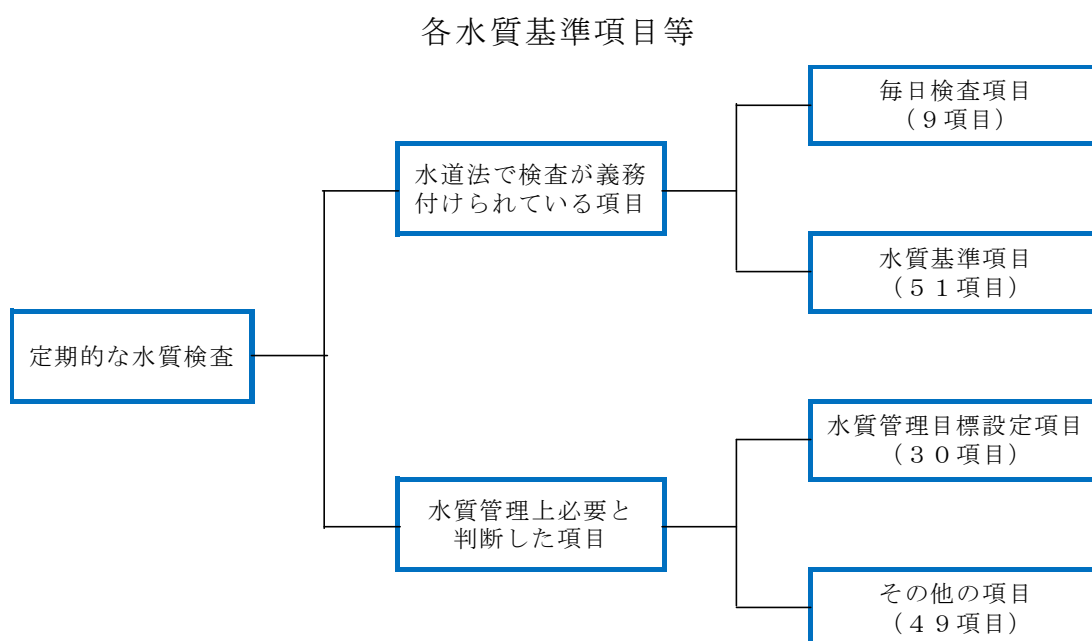 各水質基準項目等
毎日検査項目
（９項目）
水道法で検査が義務
付けられている項目
水質基準項目
（５１項目）
定期的な水質検査
水質管理目標設定項目
（３０項目）
水質管理上必要と
判断した項目
その他の項目
（４９項目）